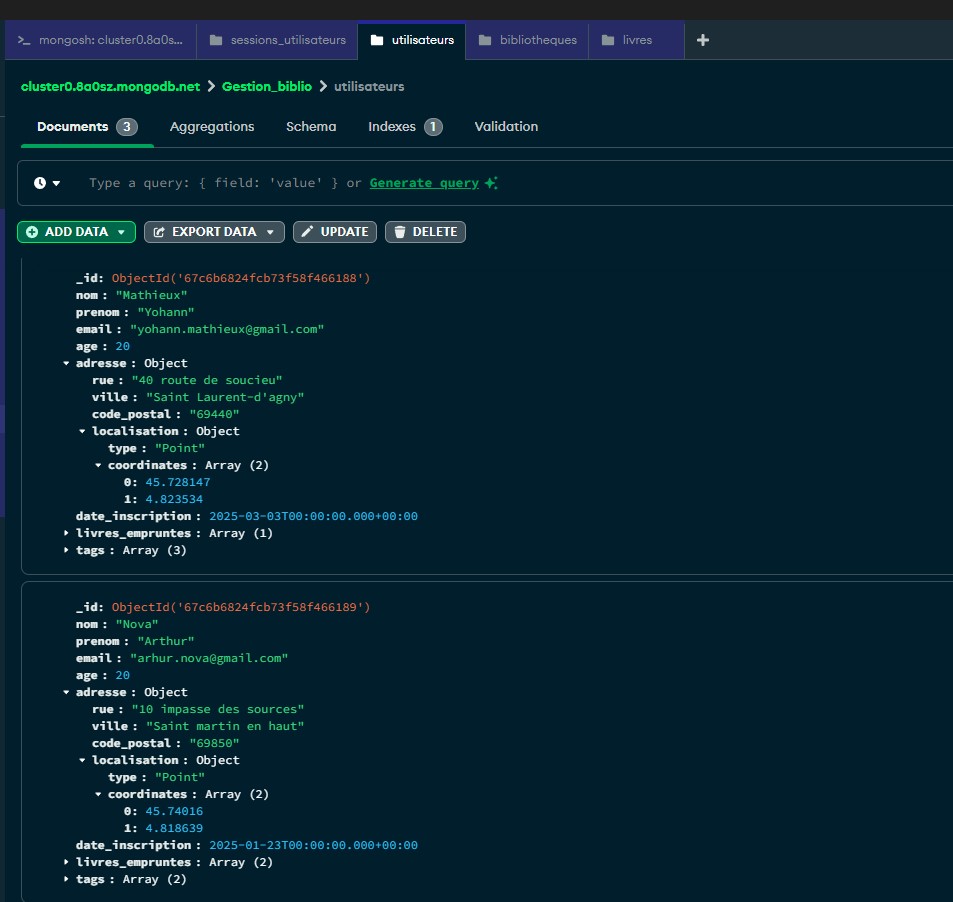 >_ mongosh: cluster0.8a0s... sessions_utilisateurs utilisateurs bibliotheques livres +
cluster0.8a0sz.mongodb.net > Gestion_biblio > utilisateurs
Documents 3 Aggregations Schema Indexes 1 Validation
Type a query: { field: 'value' } or Generate query
ADD DATA EXPORT DATA UPDATE DELETE
_id: ObjectId('67c6b6824fcb73f58f466188')
nom : "Mathieux"
prenom : "Yohann"
email : "yohann.mathieux@gmail.com"
age : 20
adresse : Object
rue : "40 route de soucieu"
ville : "Saint Laurent-d'agny"
code_postal : "69440"
localisation : Object
type : "Point"
coordinates : Array (2)
0: 45.728147
1: 4.823534
date_inscription : 2025-03-03T00:00:00.000+00:00
livres_empruntes : Array (1)
tags : Array (3)
_id: ObjectId('67c6b6824fcb73f58f466189')
nom : "Nova"
prenom : "Arthur"
email : "arhur.nova@gmail.com"
age : 20
adresse : Object
rue : "10 impasse des sources"
ville : "Saint martin en haut"
code_postal : "69850"
localisation : Object
type : "Point"
coordinates : Array (2)
0: 45.74016
1: 4.818639
date_inscription : 2025-01-23T00:00:00.000+00:00
livres_empruntes : Array (2)
tags : Array (2)